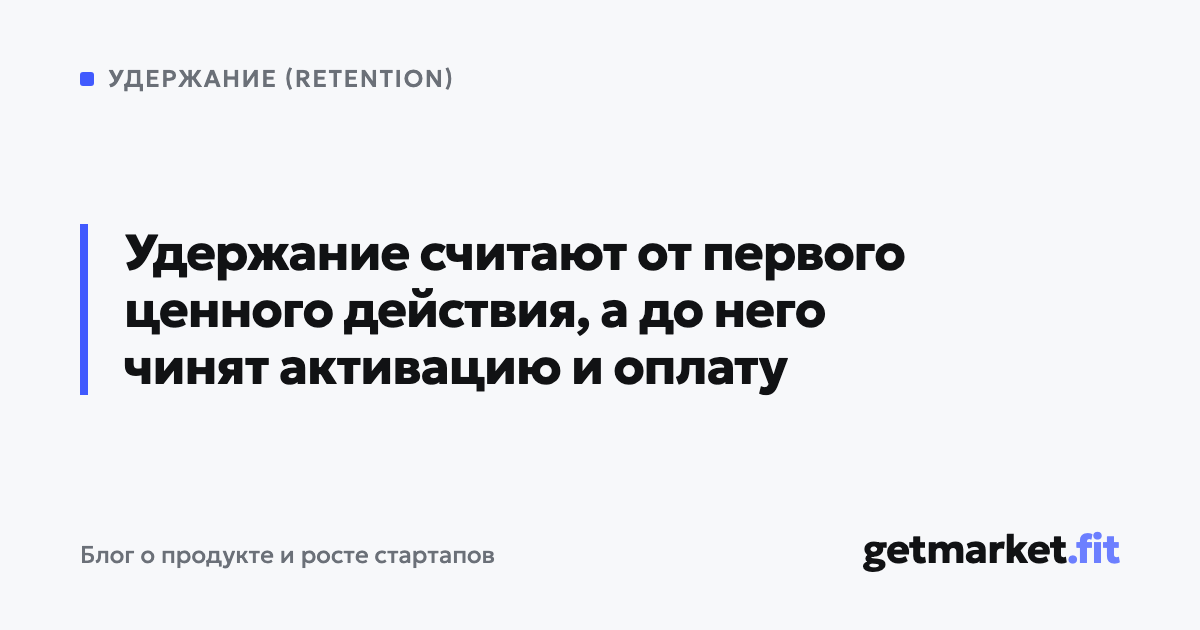 УДЕРЖАНИЕ (RETENTION)
Удержание считают от первого
ценного действия, а до него
чинят активацию и оплату
Блог о продукте и росте стартапов
getmarket.fit